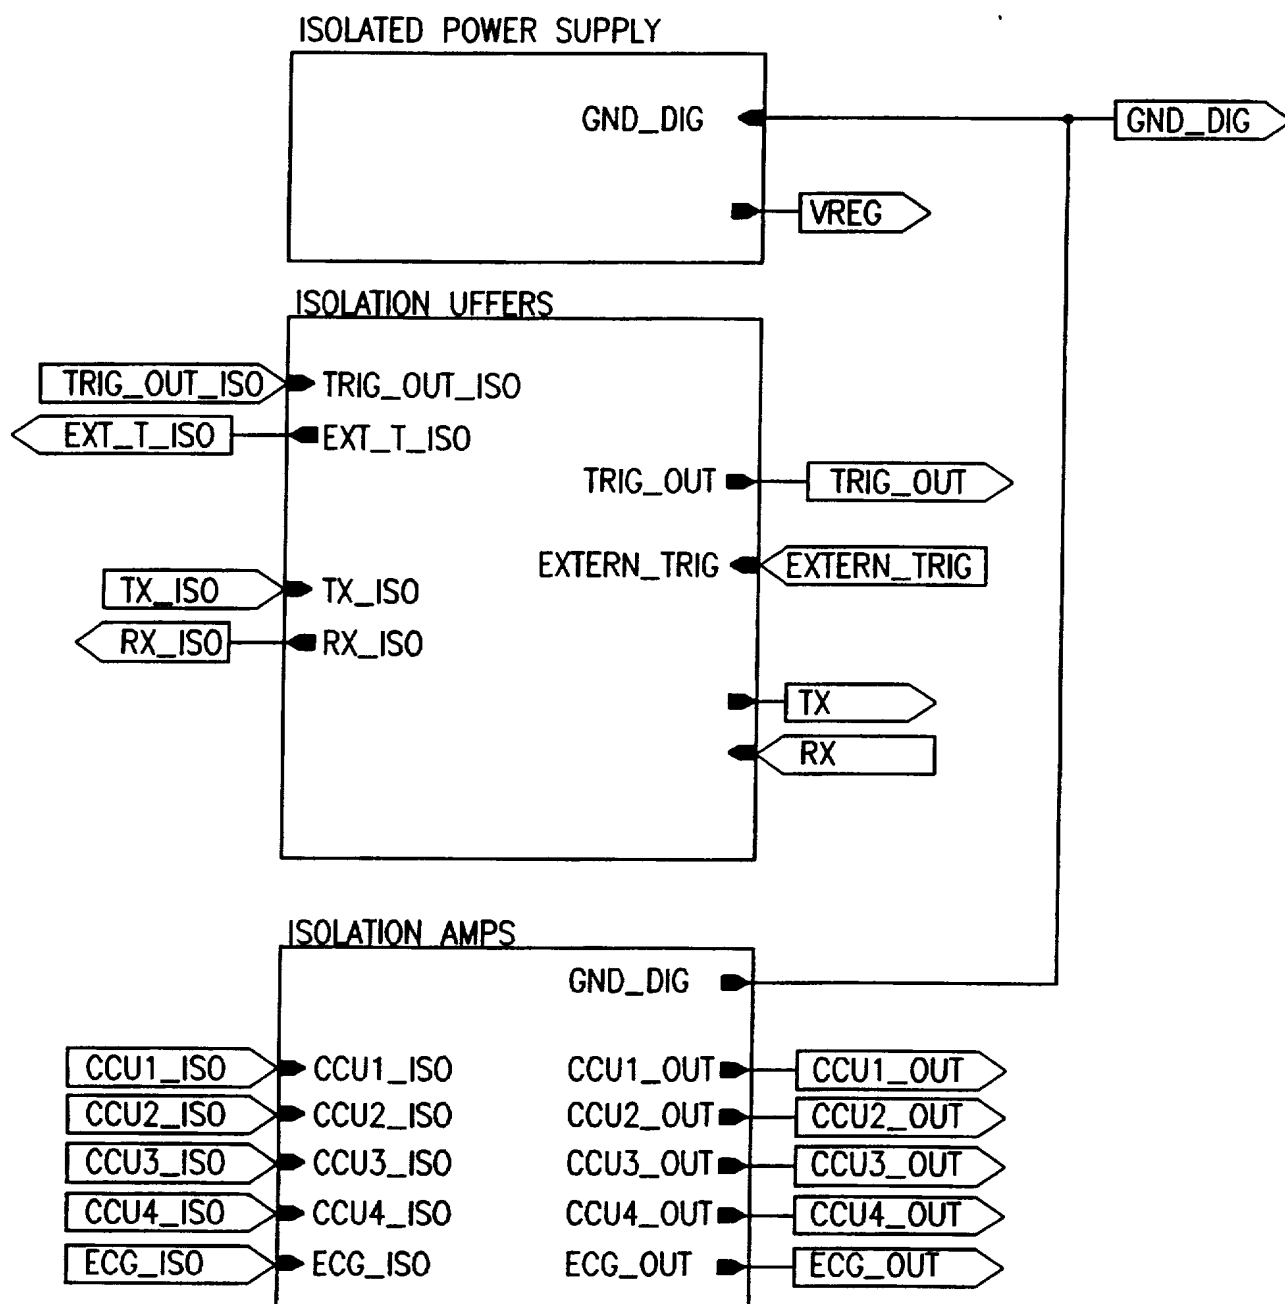 ISOLATED POWER SUPPLY
GND_DIG
GND_DIG
VREG
ISOLATION UFFERS
TRIG_OUT_ISO
TRIG_OUT_ISO
EXT_T_ISO
EXT_T_ISO
TRIG_OUT
TRIG_OUT
EXTERN_TRIG
EXTERN_TRIG
TX_ISO
TX_ISO
RX_ISO
RX_ISO
TX
RX
ISOLATION AMPS
GND_DIG
CCU1_ISO
CCU1_ISO
CCU1_OUT
CCU1_OUT
CCU2_ISO
CCU2_ISO
CCU2_OUT
CCU2_OUT
CCU3_ISO
CCU3_ISO
CCU3_OUT
CCU3_OUT
CCU4_ISO
CCU4_ISO
CCU4_OUT
CCU4_OUT
ECG_ISO
ECG_ISO
ECG_OUT
ECG_OUT